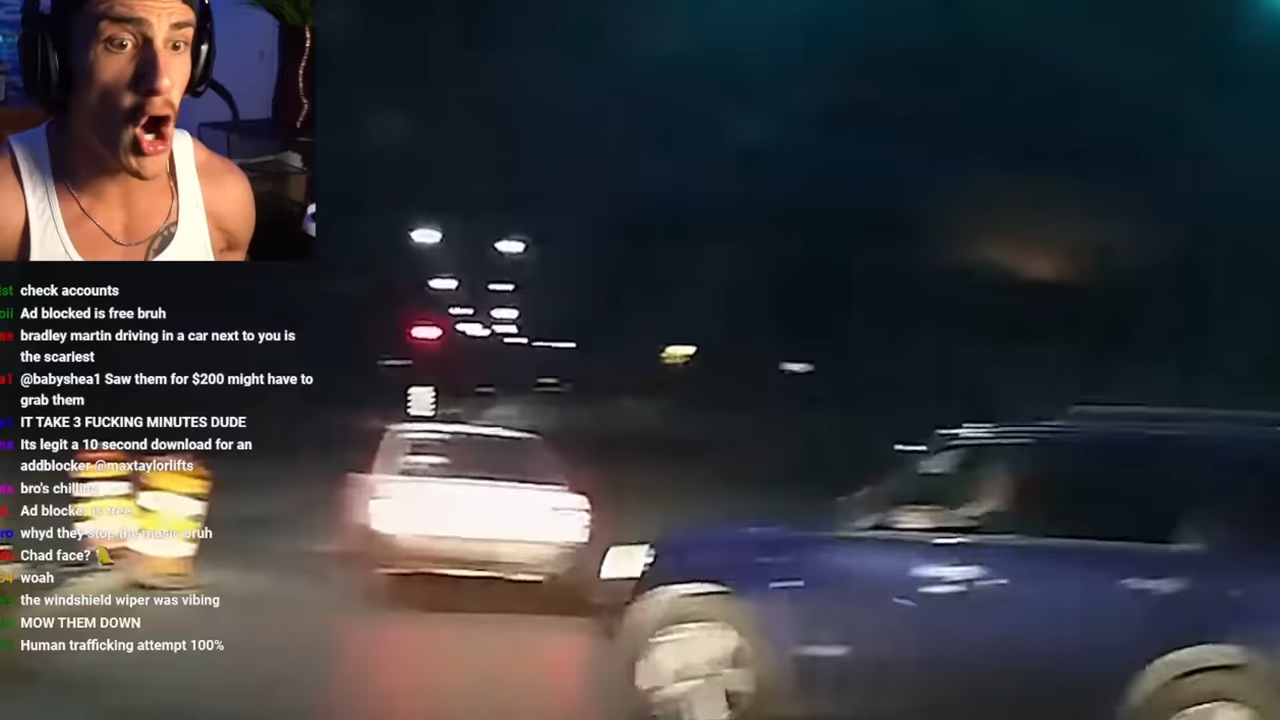 check accounts
Ad blocked is free bruh
bradley martin driving in a car next to you is
the scariest
@babyshea1 Saw them for $200 might have to
grab them
IT TAKE 3 FUCKING MINUTES DUDE
Its legit a 10 second download for an
addblocker @maxtaylorlifts
bro's chilling
Ad blocker is free
whyd they stop the music bruh
Chad face?
woah
the windshield wiper was vibing
MOW THEM DOWN
Human trafficking attempt 100%